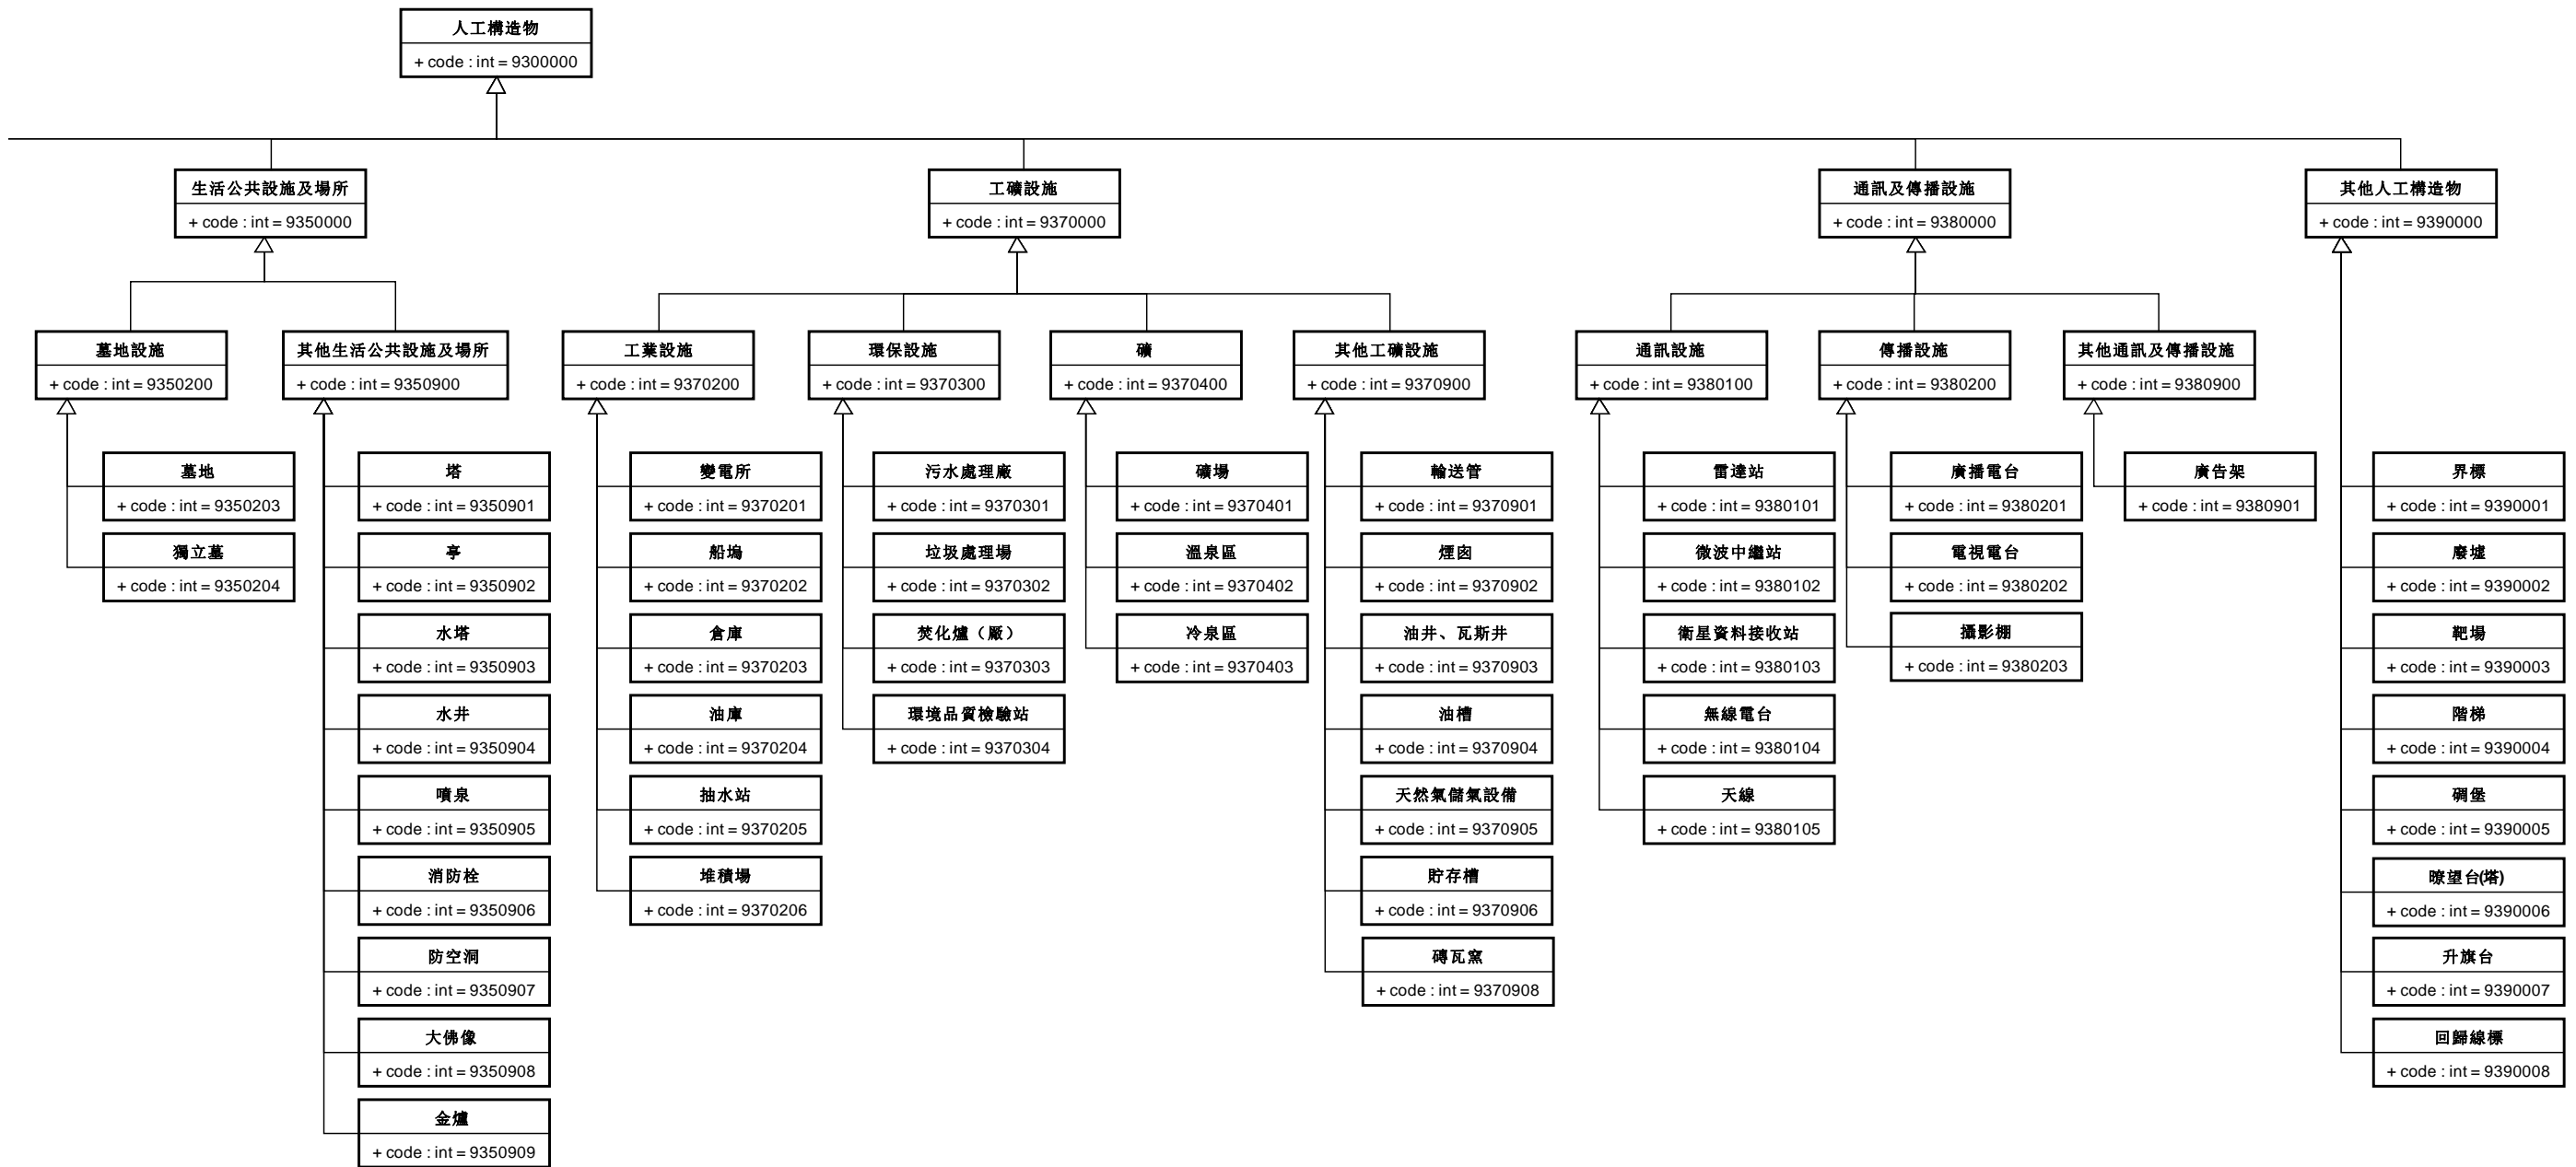 人工構造物
+ code : int = 9300000
生活公共設施及場所
+ code : int = 9350000
工礦設施
+ code : int = 9370000
通訊及傳播設施
+ code : int = 9380000
其他人工構造物
+ code : int = 9390000
墓地設施
+ code : int = 9350200
其他生活公共設施及場所
+ code : int = 9350900
工業設施
+ code : int = 9370200
環保設施
+ code : int = 9370300
礦
+ code : int = 9370400
其他工礦設施
+ code : int = 9370900
通訊設施
+ code : int = 9380100
傳播設施
+ code : int = 9380200
其他通訊及傳播設施
+ code : int = 9380900
墓地
+ code : int = 9350203
獨立墓
+ code : int = 9350204
塔
+ code : int = 9350901
亭
+ code : int = 9350902
水塔
+ code : int = 9350903
水井
+ code : int = 9350904
噴泉
+ code : int = 9350905
消防栓
+ code : int = 9350906
防空洞
+ code : int = 9350907
大佛像
+ code : int = 9350908
金爐
+ code : int = 9350909
變電所
+ code : int = 9370201
船塢
+ code : int = 9370202
倉庫
+ code : int = 9370203
油庫
+ code : int = 9370204
抽水站
+ code : int = 9370205
堆積場
+ code : int = 9370206
污水處理廠
+ code : int = 9370301
垃圾處理場
+ code : int = 9370302
焚化爐（廠）
+ code : int = 9370303
環境品質檢驗站
+ code : int = 9370304
礦場
+ code : int = 9370401
溫泉區
+ code : int = 9370402
冷泉區
+ code : int = 9370403
輸送管
+ code : int = 9370901
煙囪
+ code : int = 9370902
油井、瓦斯井
+ code : int = 9370903
油槽
+ code : int = 9370904
天然氣儲氣設備
+ code : int = 9370905
貯存槽
+ code : int = 9370906
磚瓦窯
+ code : int = 9370908
雷達站
+ code : int = 9380101
微波中繼站
+ code : int = 9380102
衛星資料接收站
+ code : int = 9380103
無線電台
+ code : int = 9380104
天線
+ code : int = 9380105
廣播電台
+ code : int = 9380201
電視電台
+ code : int = 9380202
攝影棚
+ code : int = 9380203
廣告架
+ code : int = 9380901
界標
+ code : int = 9390001
廢墟
+ code : int = 9390002
靶場
+ code : int = 9390003
階梯
+ code : int = 9390004
碉堡
+ code : int = 9390005
瞭望台(塔)
+ code : int = 9390006
升旗台
+ code : int = 9390007
回歸線標
+ code : int = 9390008